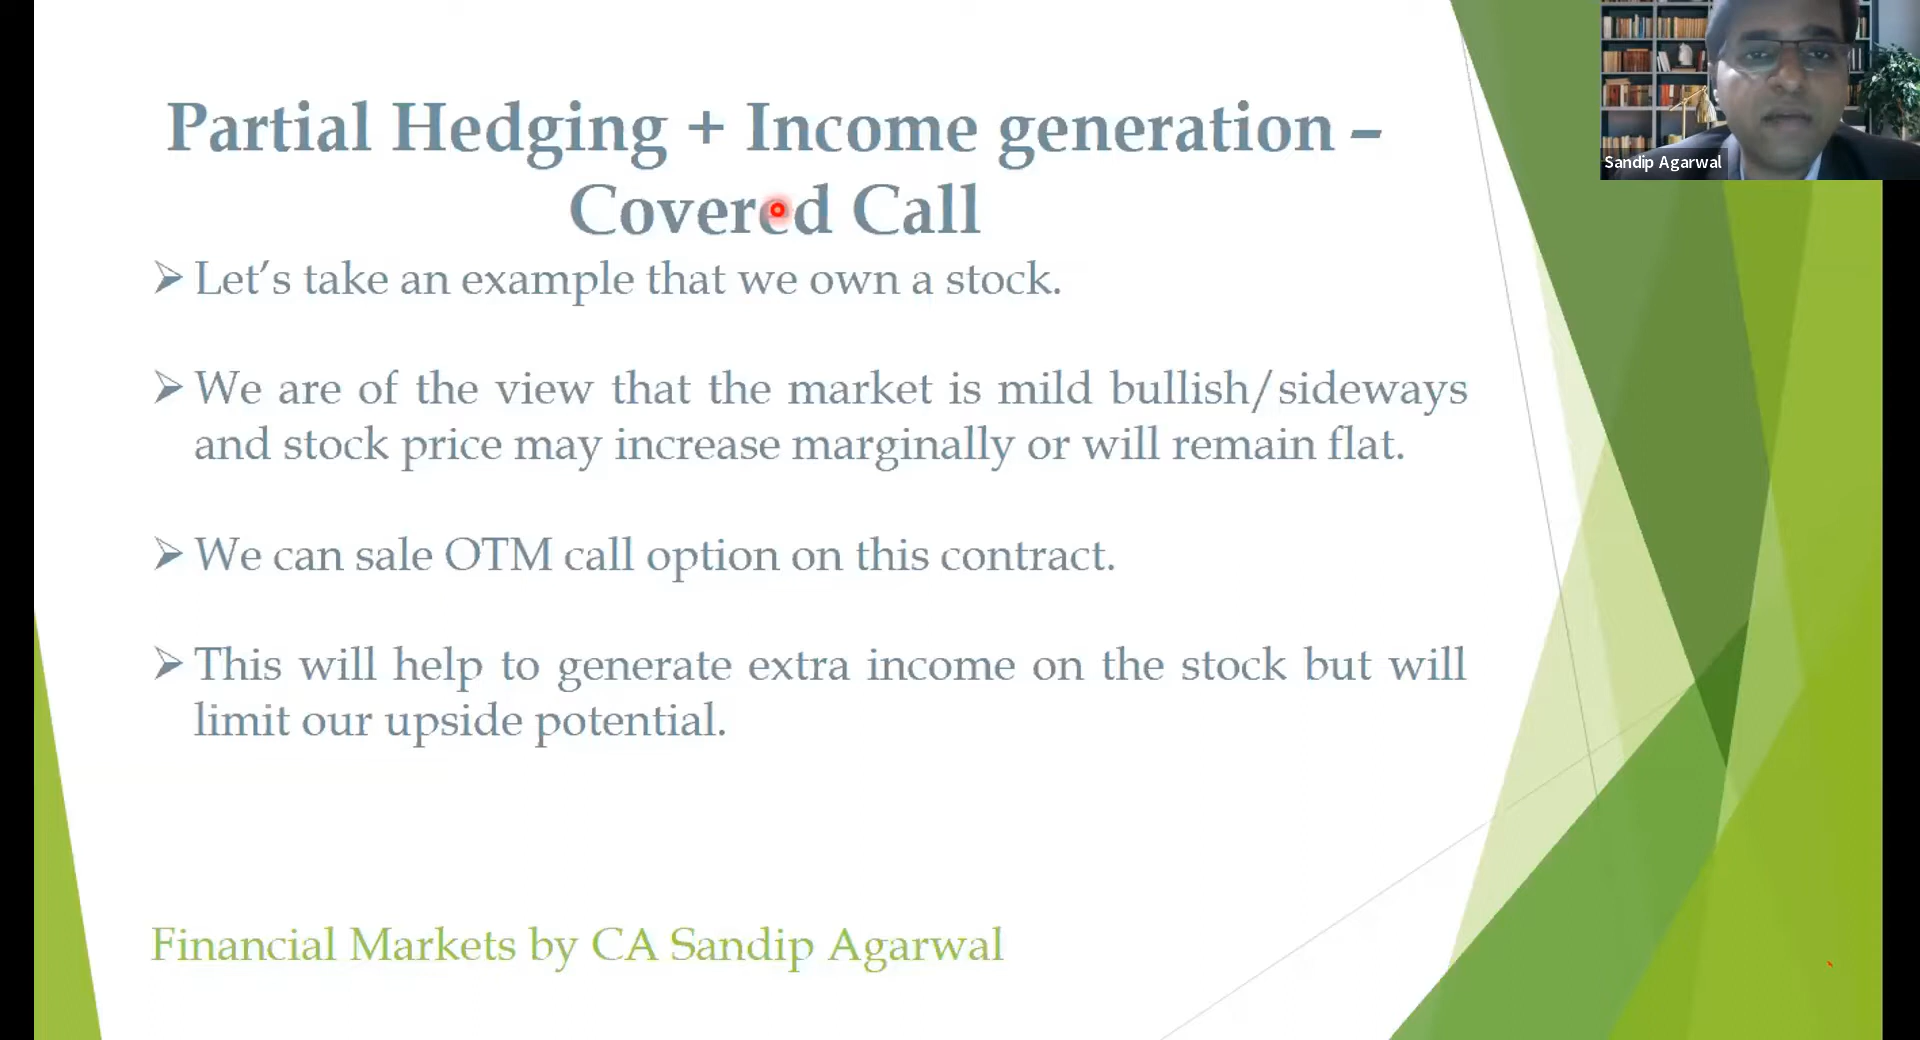 Partial Hedging + Income generation –
Covered Call
➢ Let’s take an example that we own a stock.
➢ We are of the view that the market is mild bullish/sideways
and stock price may increase marginally or will remain flat.
➢ We can sale OTM call option on this contract.
➢ This will help to generate extra income on the stock but will
limit our upside potential.
Financial Markets by CA Sandip Agarwal
Sandip Agarwal